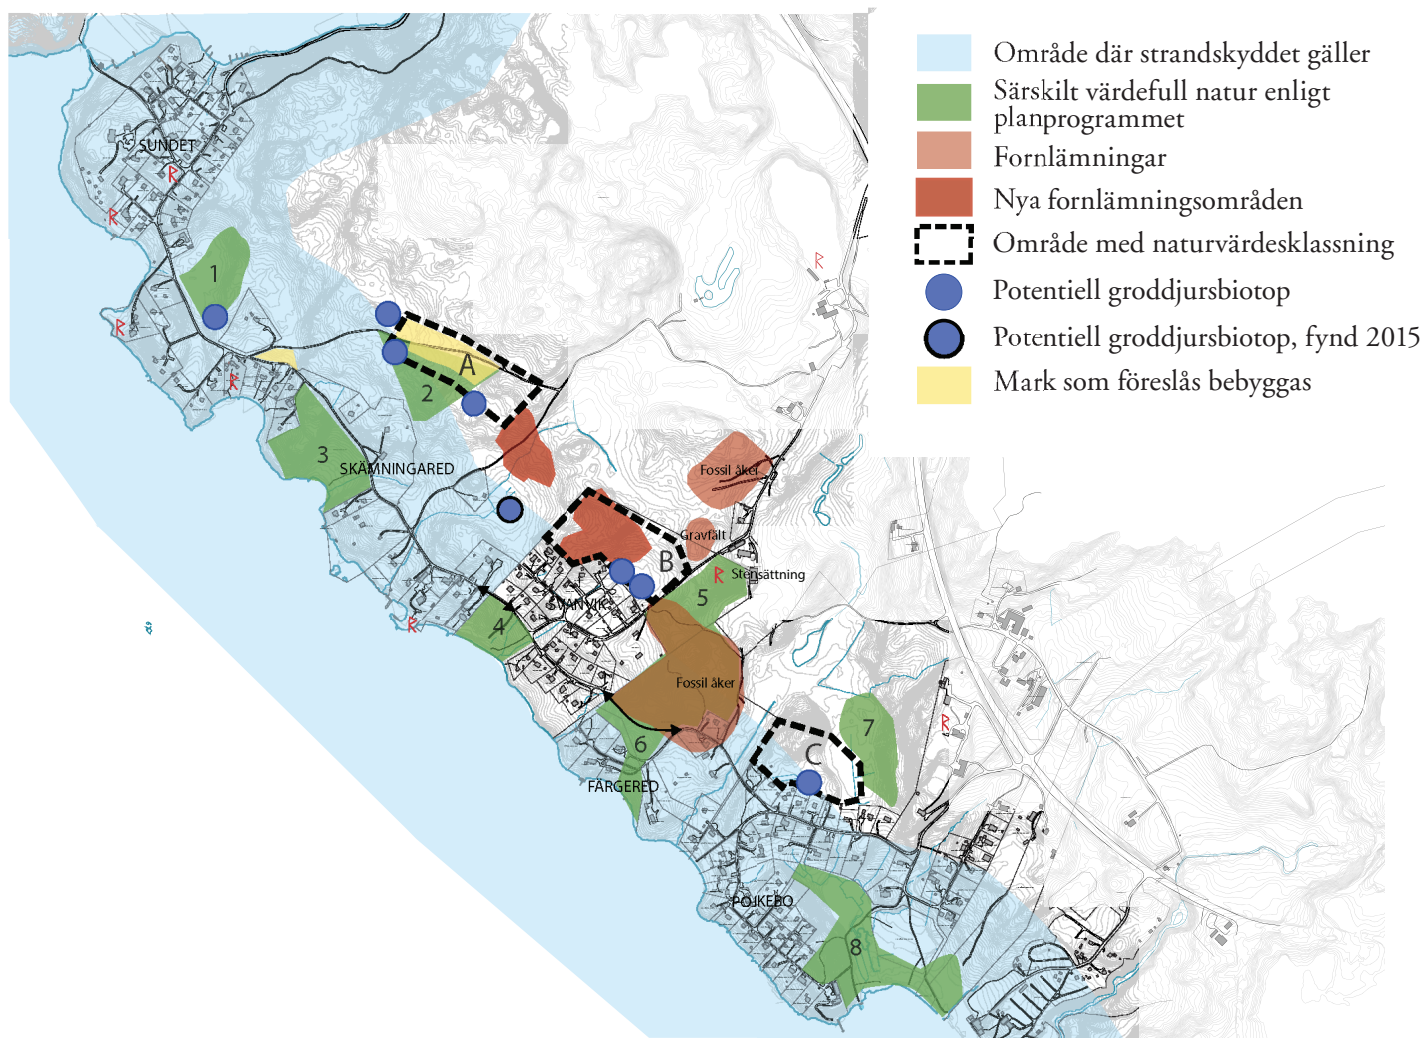 Område där strandskyddet gäller
Särskilt värdefull natur enligt
planprogrammet
Fornlämningar
Nya fornlämningsområden
Område med naturvärdesklassning
Potentiell groddjursbiotop
Potentiell groddjursbiotop, fynd 2015
Mark som föreslås bebyggas
SUNDET
R
R
R
1
R
R
A
2
3
SKÄMNINGARED
Fossil åker
Gravfält
B
R
Stensättning
5
SVANVIK
4
R
Fossil åker
7
R
6
C
FÄRGERED
POJKEBO
8